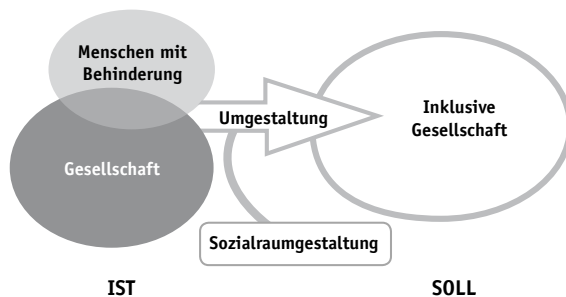 Menschen mit
Behinderung
Gesellschaft
Umgestaltung
Inklusive
Gesellschaft
Sozialraumgestaltung
IST
SOLL